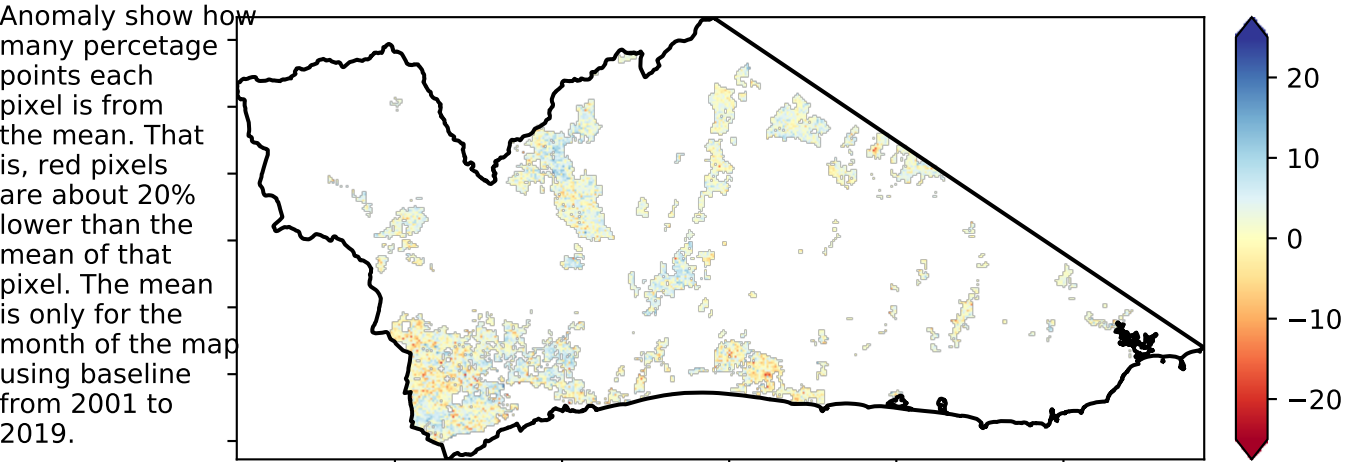 Anomaly show how
many percetage
points each
pixel is from
the mean. That
is, red pixels
are about 20%
lower than the
mean of that
pixel. The mean
is only for the
month of the map
using baseline
from 2001 to
2019.
20
10
0
−10
−20